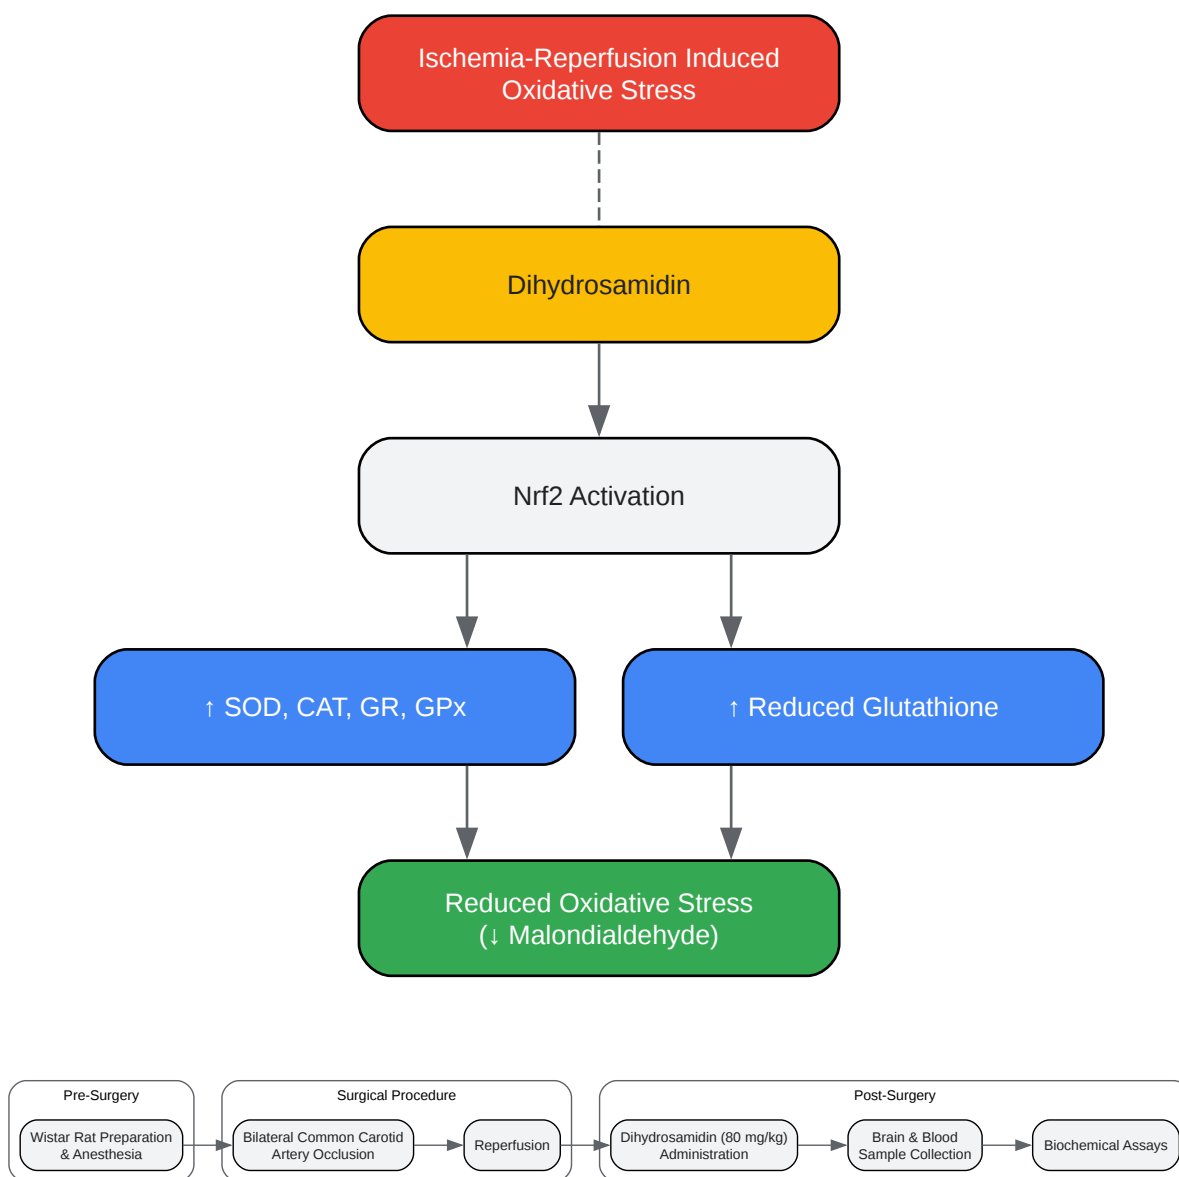 Ischemia-Reperfusion Induced
Oxidative Stress
Dihydrosamidin
Nrf2 Activation
↑ SOD, CAT, GR, GPx
↑ Reduced Glutathione
Reduced Oxidative Stress
(↓ Malondialdehyde)
Pre-Surgery
Wistar Rat Preparation
& Anesthesia
Surgical Procedure
Bilateral Common Carotid
Artery Occlusion
Reperfusion
Post-Surgery
Dihydrosamidin (80 mg/kg)
Administration
Brain & Blood
Sample Collection
Biochemical Assays